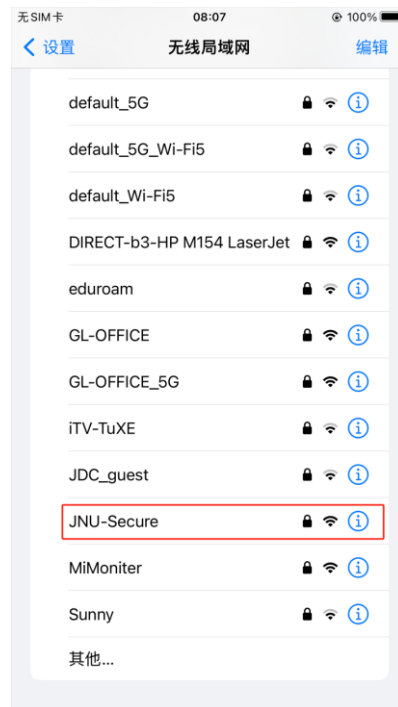 无SIM卡 08:07 100%
设置 无线局域网 编辑
default_5G
default_5G_Wi-Fi5
default_Wi-Fi5
DIRECT-b3-HP M154 LaserJet
eduroam
GL-OFFICE
GL-OFFICE_5G
iTV-TuXE
JDC_guest
JNU-Secure
MiMoniter
Sunny
其他...